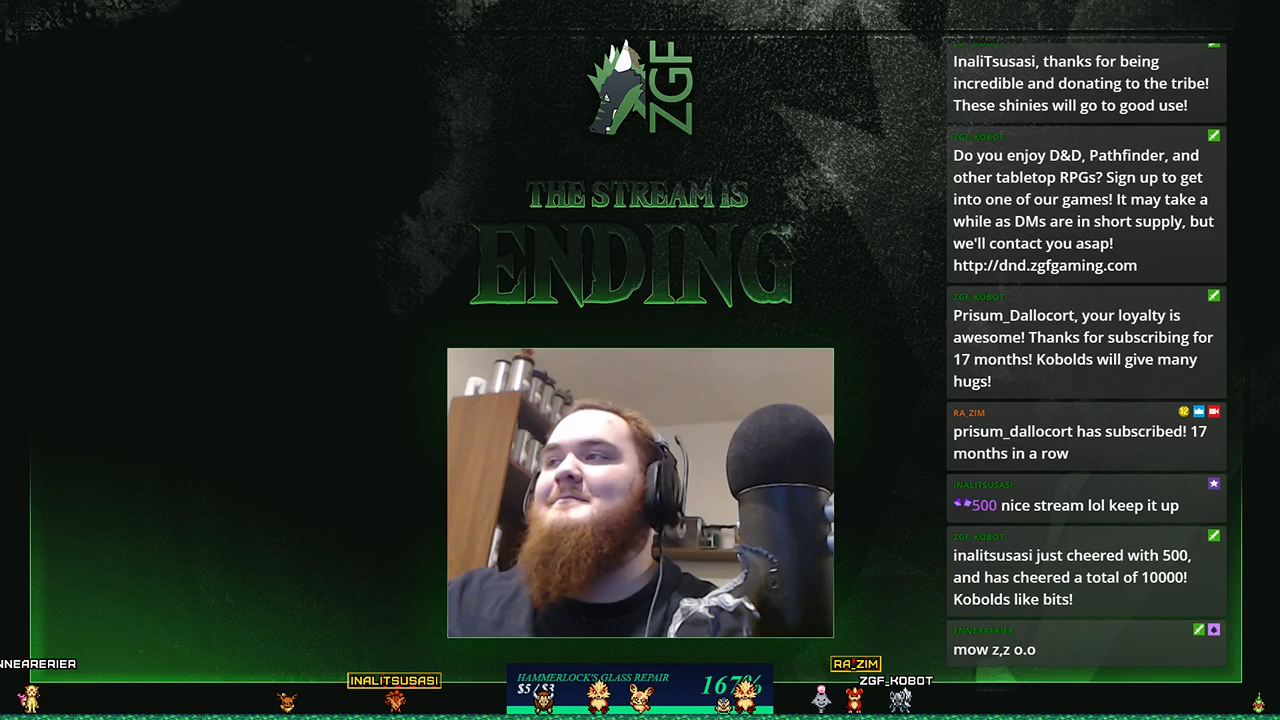 ZGF
THE STREAM IS
ENDING
InaliTsusasi, thanks for being
incredible and donating to the tribe!
These shinies will go to good use!
ZGF_KOBOT
Do you enjoy D&D, Pathfinder, and
other tabletop RPGs? Sign up to get
into one of our games! It may take a
while as DMs are in short supply, but
we'll contact you asap!
http://dnd.zgfgaming.com
ZGF_KOBOT
Prisum_Dallocort, your loyalty is
awesome! Thanks for subscribing for
17 months! Kobolds will give many
hugs!
RA_ZIM
prisum_dallocort has subscribed! 17
months in a row
INALITSUSASI
500 nice stream lol keep it up
ZGF_KOBOT
inalitsusasi just cheered with 500,
and has cheered a total of 10000!
Kobolds like bits!
ENNEARERIER
mow z,z o.o
NNEARERIER
INALITSUSASI
HAMMERLOCK'S GLASS REPAIR
167%
RA_ZIM
ZGF_KOBOT